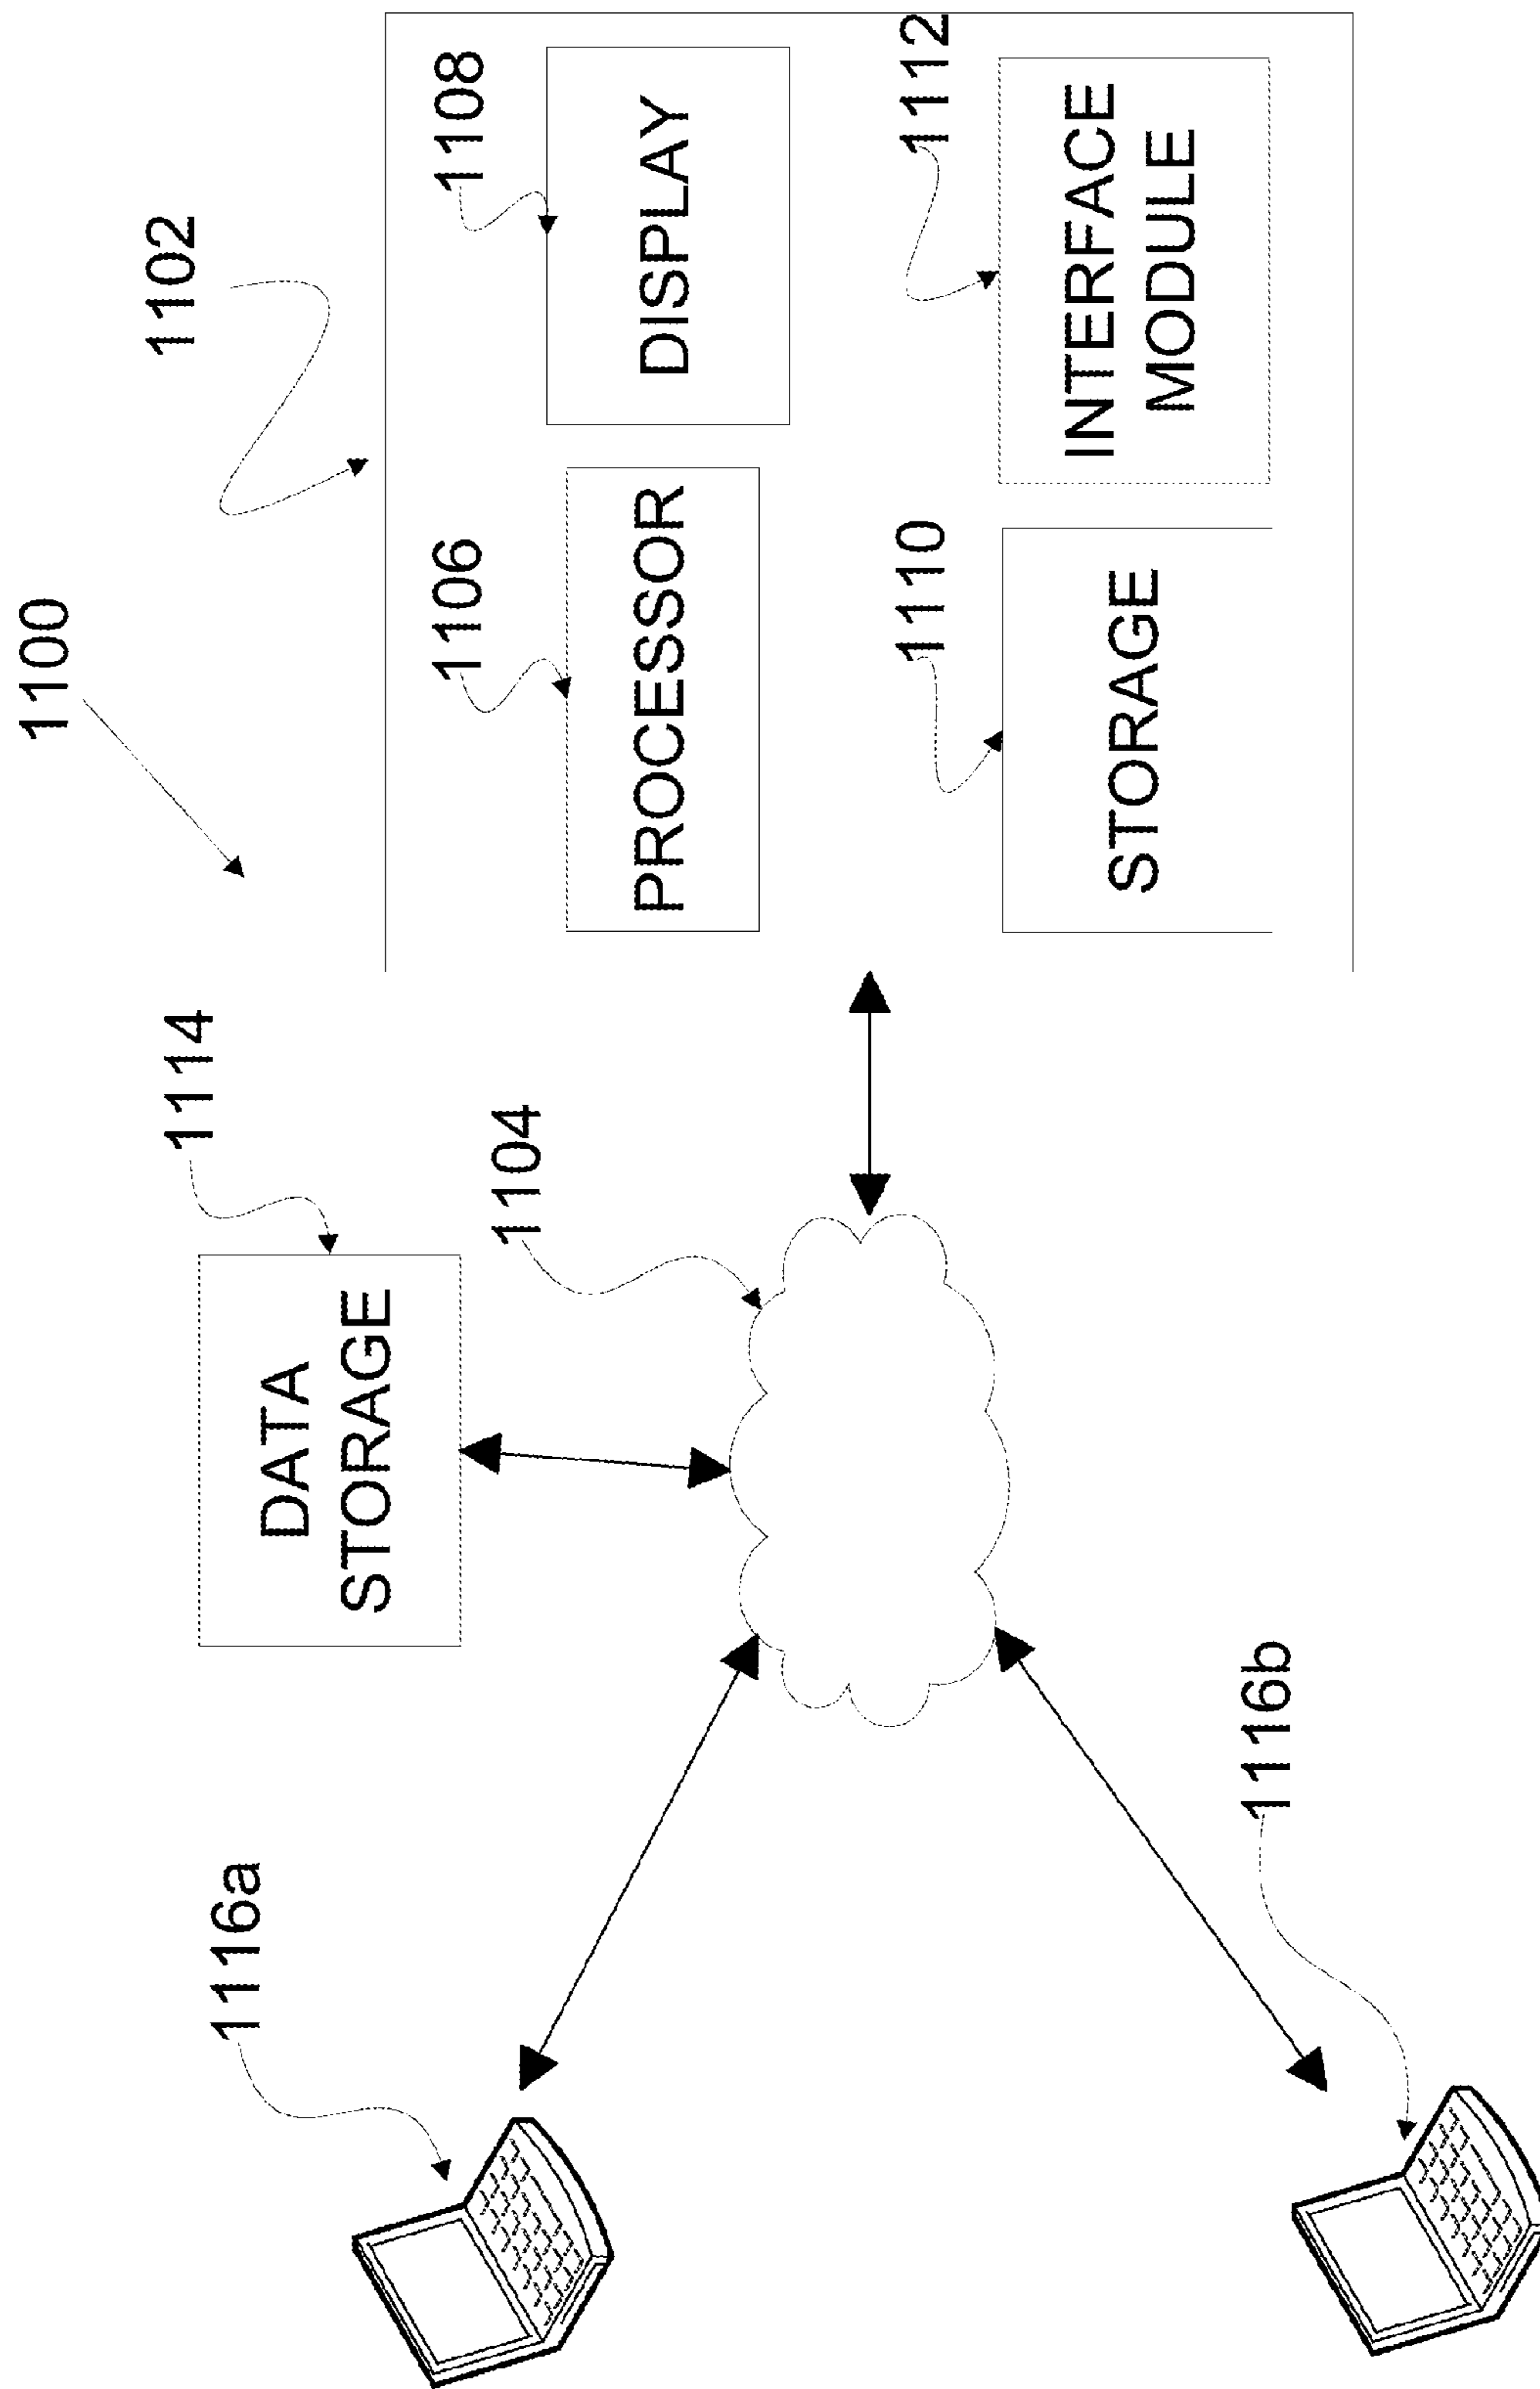 1100
1102
1114
1116a
1106
1108
PROCESSOR
DISPLAY
DATA
STORAGE
1104
1110
1112
STORAGE
INTERFACE
MODULE
1116b